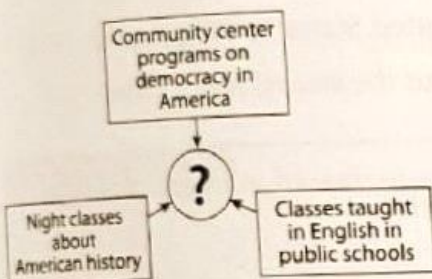 Community center
programs on
democracy in
America
?
Night classes
about
American history
Classes taught
in English in
public schools